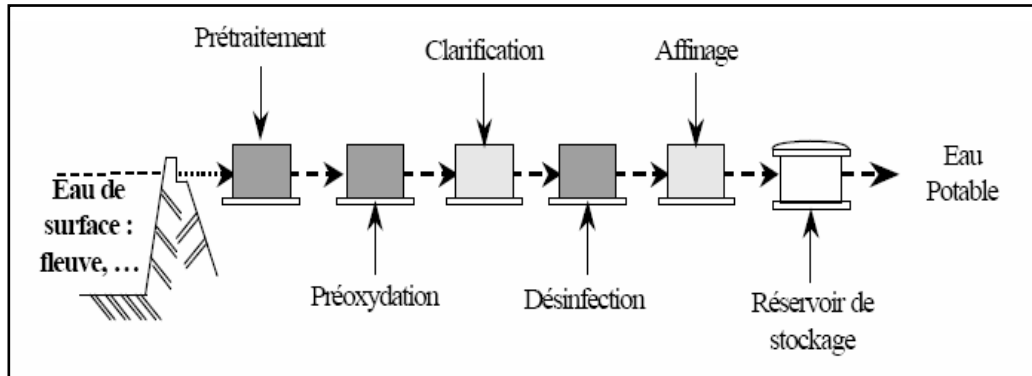 Prétraitement
Clarification
Affinage
Eau de
surface :
fleuve, …
Eau
Potable
Préoxydation
Désinfection
Réservoir de
stockage